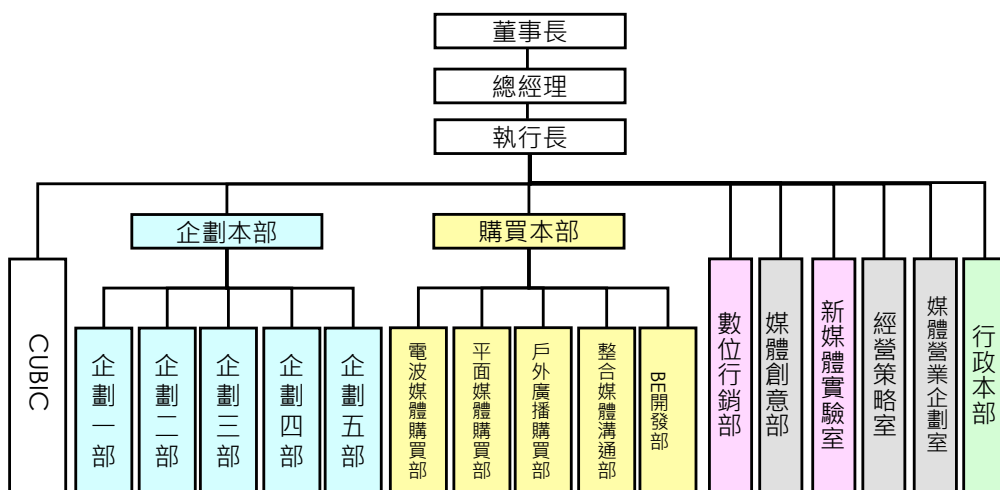 董事長
總經理
執行長
企劃本部
購買本部
CUBIC
企劃一部
企劃二部
企劃三部
企劃四部
企劃五部
電波媒體購買部
平面媒體購買部
戶外廣播購買部
整合媒體溝通部
BE開發部
數位行銷部
媒體創意部
新媒體實驗室
經營策略室
媒體營業企劃室
行政本部